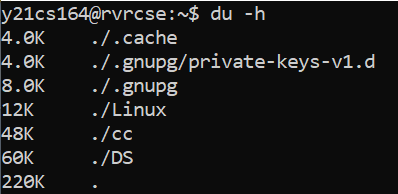 y21cs164@rvrcse:~$ du -h
4.0K    ./.cache
4.0K    ./.gnupg/private-keys-v1.d
8.0K    ./.gnupg
12K     ./Linux
48K     ./cc
60K     ./DS
220K    .